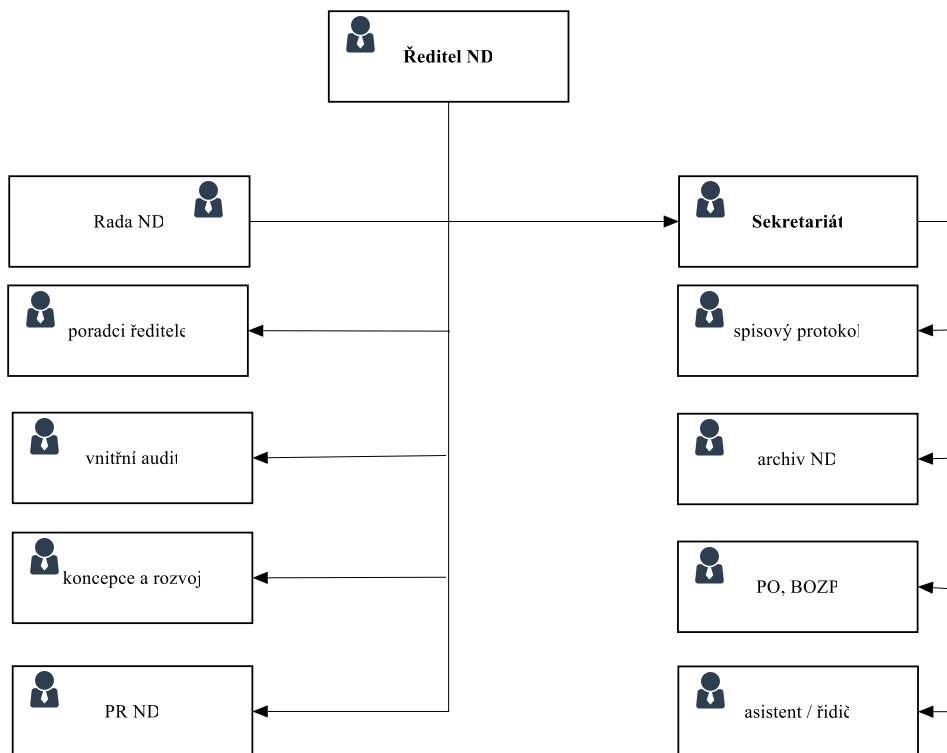 Ředitel ND
Rada ND
Sekretariát
poradci ředitele
spisový protokol
vnitřní audit
archiv ND
koncepce a rozvoj
PO, BOZP
PR ND
asistent / řidič